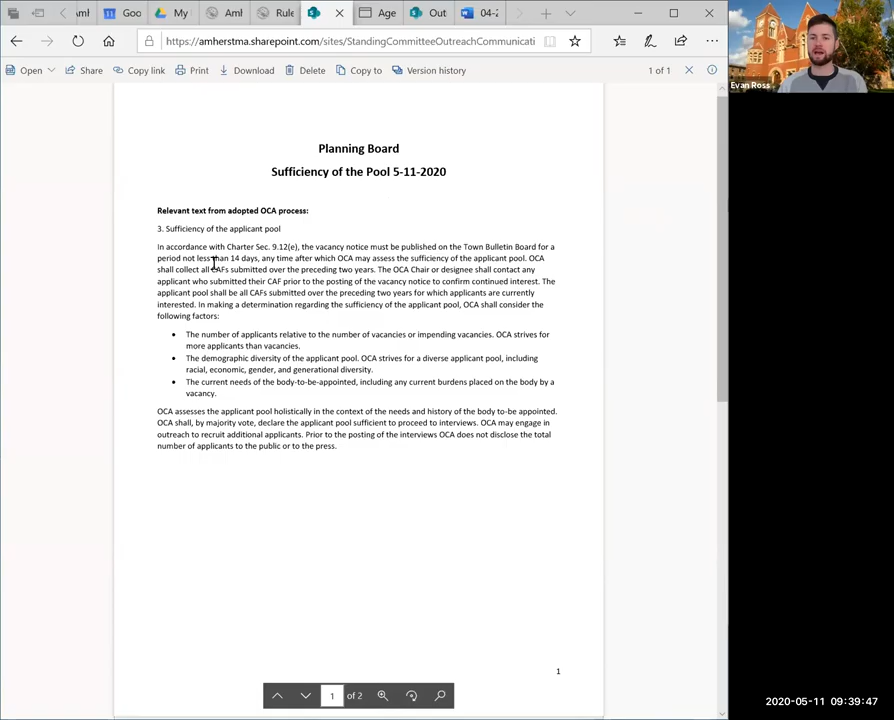 Goo
My
Aml
Rule
Age
Out
04-2
https://amherstma.sharepoint.com/sites/StandingCommitteeOutreachCommunicati
Open
Share
Copy link
Print
Download
Delete
Copy to
Version history
1 of 1
Evan Ross
Planning Board
Sufficiency of the Pool 5-11-2020
Relevant text from adopted OCA process:
3. Sufficiency of the applicant pool
In accordance with Charter Sec. 9.12(e), the vacancy notice must be published on the Town Bulletin Board for a
period not less than 14 days, any time after which OCA may assess the sufficiency of the applicant pool. OCA
shall collect all CAFs submitted over the preceding two years. The OCA Chair or designee shall contact any
applicant who submitted their CAF prior to the posting of the vacancy notice to confirm continued interest. The
applicant pool shall be all CAFs submitted over the preceding two years for which applicants are currently
interested. In making a determination regarding the sufficiency of the applicant pool, OCA shall consider the
following factors:
• The number of applicants relative to the number of vacancies or impending vacancies. OCA strives for
more applicants than vacancies.
• The demographic diversity of the applicant pool. OCA strives for a diverse applicant pool, including
racial, economic, gender, and generational diversity.
• The current needs of the body-to-be-appointed, including any current burdens placed on the body by a
vacancy.
OCA assesses the applicant pool holistically in the context of the needs and history of the body to-be appointed.
OCA shall, by majority vote, declare the applicant pool sufficient to proceed to interviews. OCA may engage in
outreach to recruit additional applicants. Prior to the posting of the interviews OCA does not disclose the total
number of applicants to the public or to the press.
1
1 of 2
2020-05-11 09:39:47